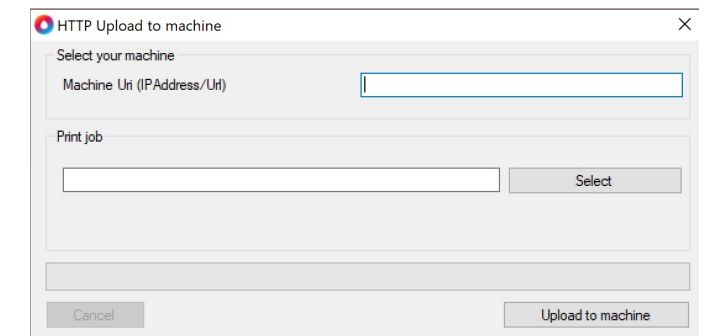 HTTP Upload to machine
Select your machine
Machine Uri (IPAddress/Url)
Print job
Select
Cancel
Upload to machine